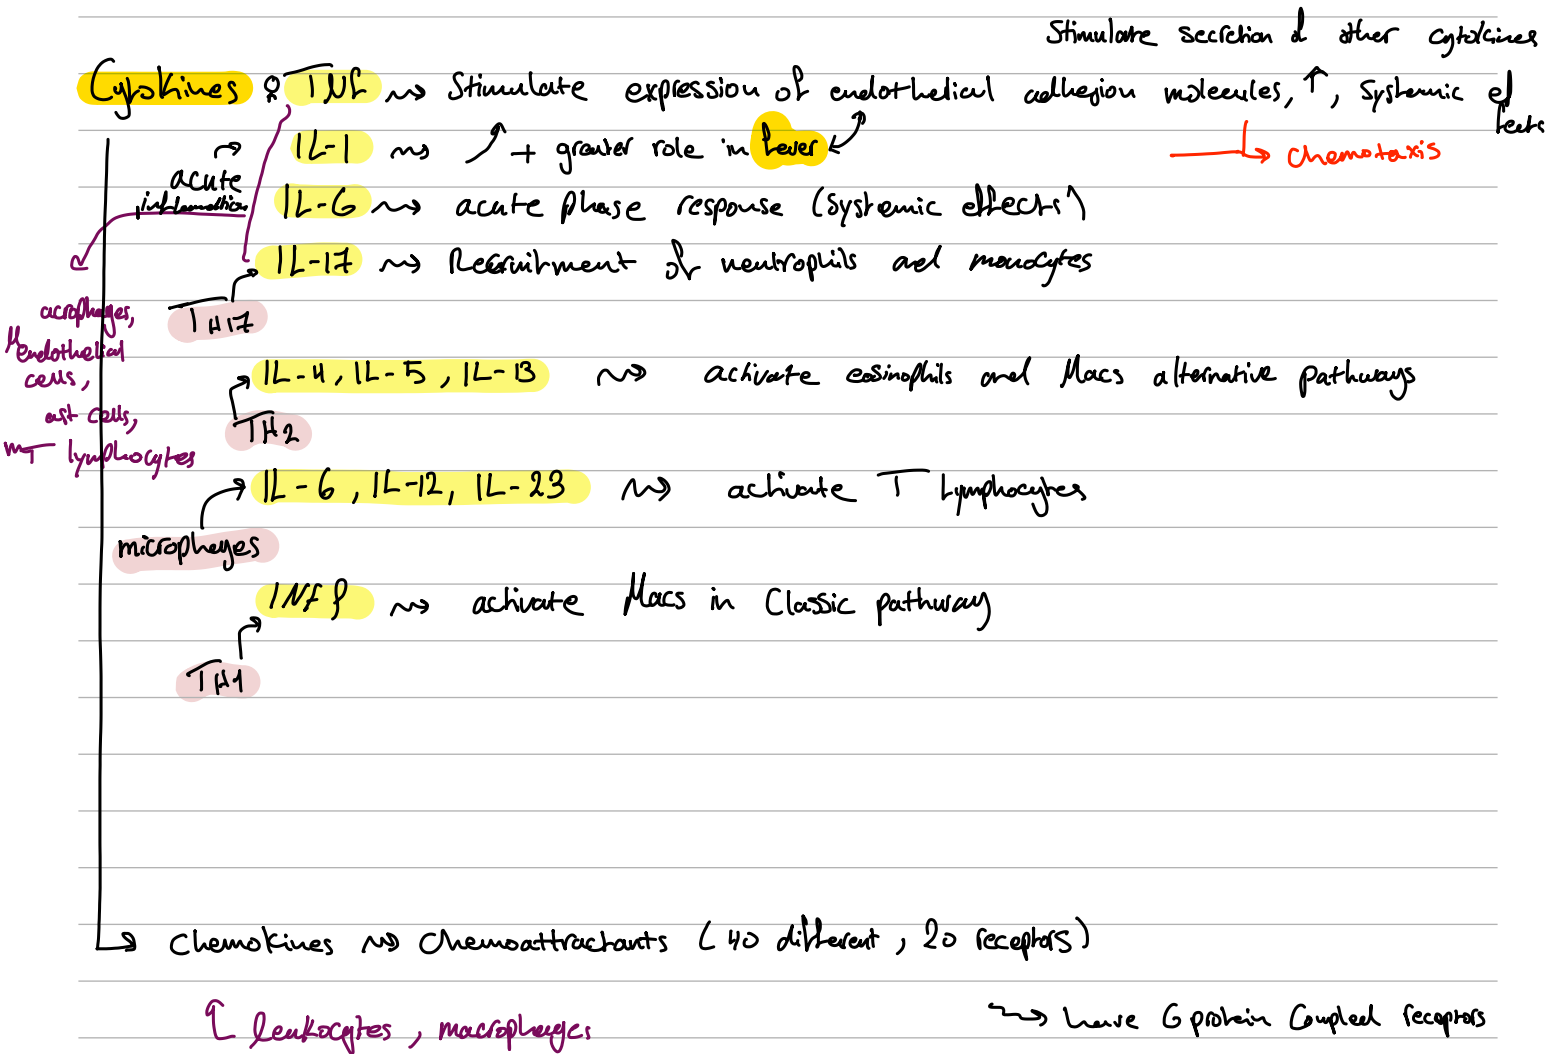 Stimulate secretion of other cytokines
Cytokines : TNF ⇝ Stimulate expression of endothelical adhesion molecules, ↑, Systemic effects
IL-1 ⇝ ↗ + greater role in Fever
→ chemotaxis
acute inflammation
IL-6 ⇝ acute phase response (systemic effects)
IL-17 ⇝ Recruitment of neutrophils and monocytes
TH17
Macrophages,
endothelial
cells,
mast cells,
T lymphocytes
IL-4, IL-5, IL-13 ⇝ activate eosinophils and Macs alternative pathways
TH2
IL-6, IL-12, IL-23 ⇝ activate T Lymphocytes
microphages
INFγ ⇝ activate Macs in Classic pathway
TH1
→ Chemokines ⇝ Chemoattractants (40 different, 20 receptors)
leukocytes, macrophages
⇝ have G protein Coupled receptors